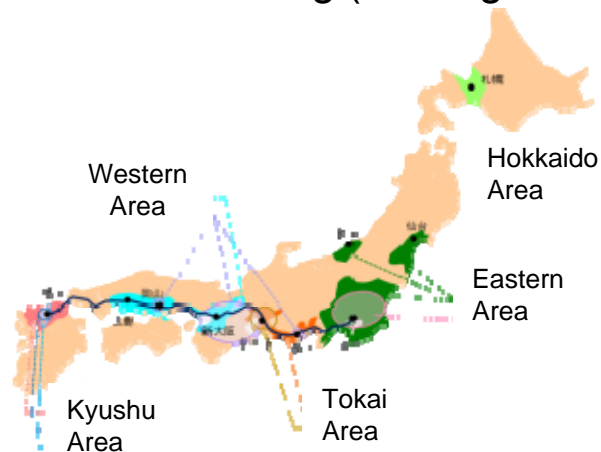 札幌
Hokkaido
Area
Western
Area
仙台
Eastern
Area
岡山
新大阪
Tokai
Area
Kyushu
Area